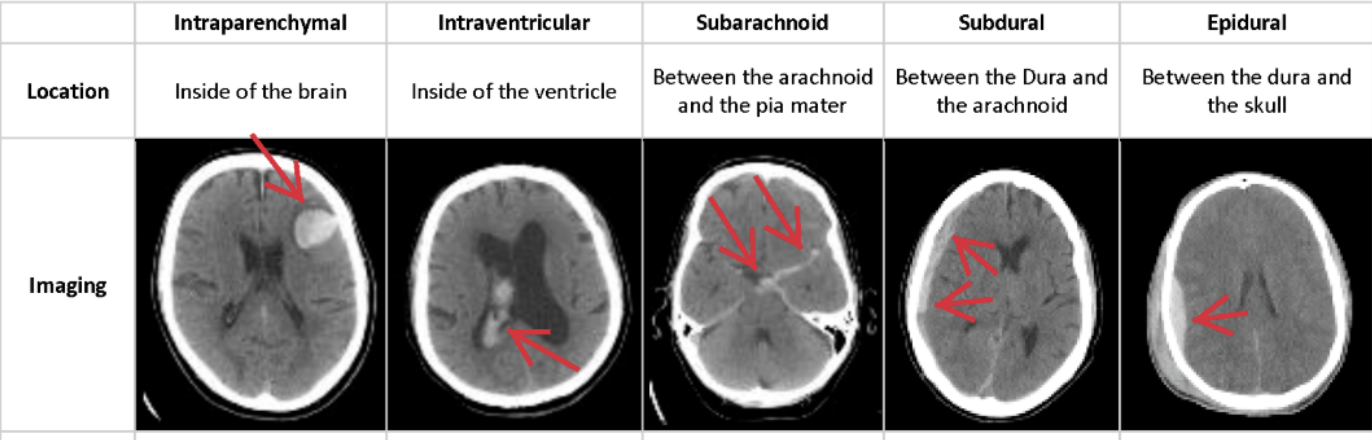 Intraparenchymal Intraventricular Subarachnoid Subdural Epidural
Location Inside of the brain Inside of the ventricle Between the arachnoid and the pia mater Between the Dura and the arachnoid Between the dura and the skull
Imaging